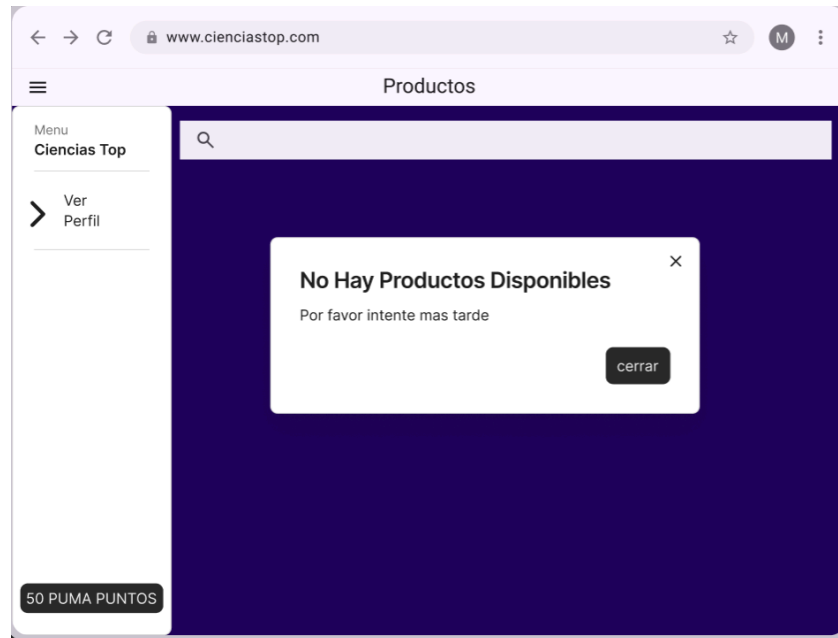 www.cienciastop.com
M
Productos
Menu
Ciencias Top
Ver
Perfil
No Hay Productos Disponibles
Por favor intente mas tarde
cerrar
50 PUMA PUNTOS